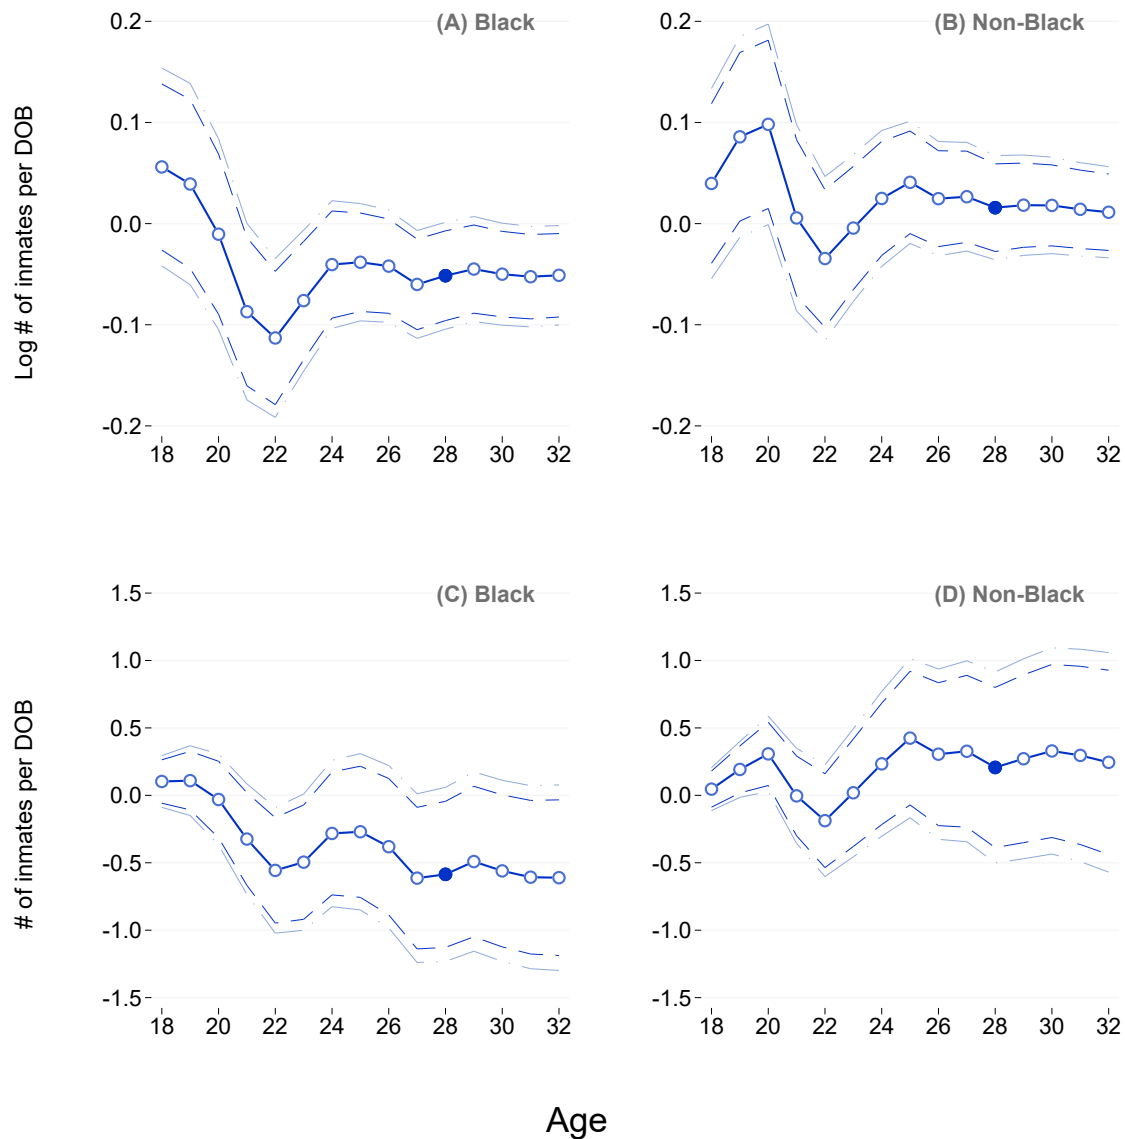 (A) Black
(B) Non-Black
Log # of inmates per DOB
0.2
0.1
0.0
-0.1
-0.2
18 20 22 24 26 28 30 32
0.2
0.1
0.0
-0.1
-0.2
18 20 22 24 26 28 30 32
(C) Black
(D) Non-Black
# of inmates per DOB
1.5
1.0
0.5
0.0
-0.5
-1.0
-1.5
18 20 22 24 26 28 30 32
1.5
1.0
0.5
0.0
-0.5
-1.0
-1.5
18 20 22 24 26 28 30 32
Age